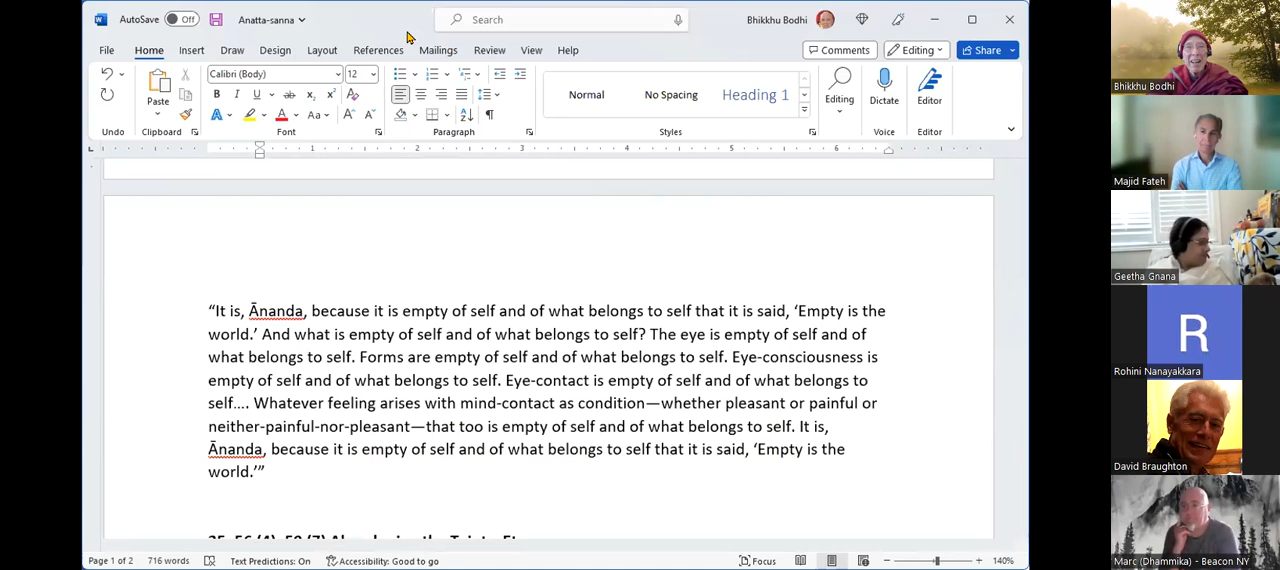 AutoSave Off Anatta-sanna Search Bhikkhu Bodhi
File Home Insert Draw Design Layout References Mailings Review View Help Comments Editing Share
Calibri (Body) 12
Paste
Normal No Spacing Heading 1
Editing Dictate Editor
Undo Clipboard Font Paragraph Styles Voice Editor
1 2 3 4 5 6
“It is, Ānanda, because it is empty of self and of what belongs to self that it is said, ‘Empty is the
world.’ And what is empty of self and of what belongs to self? The eye is empty of self and of
what belongs to self. Forms are empty of self and of what belongs to self. Eye-consciousness is
empty of self and of what belongs to self. Eye-contact is empty of self and of what belongs to
self…. Whatever feeling arises with mind-contact as condition—whether pleasant or painful or
neither-painful-nor-pleasant—that too is empty of self and of what belongs to self. It is,
Ānanda, because it is empty of self and of what belongs to self that it is said, ‘Empty is the
world.’”
Page 1 of 2 716 words Text Predictions: On Accessibility: Good to go Focus 140%
Bhikkhu Bodhi
Majid Fateh
Geetha Gnana
R
Rohini Nanayakkara
David Braughton
Marc (Dhammika) - Beacon NY